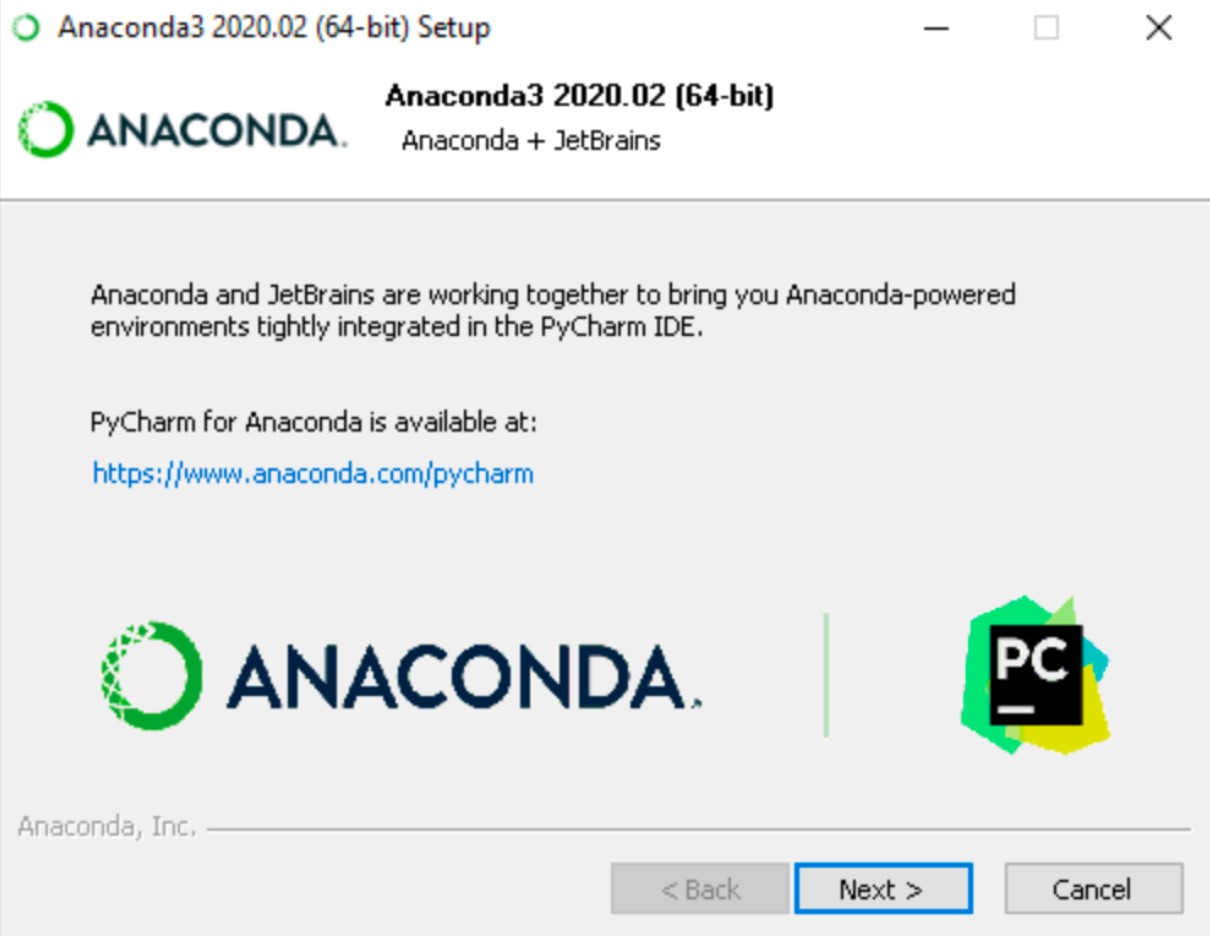 Anaconda3 2020.02 (64-bit) Setup
ANACONDA.
Anaconda3 2020.02 (64-bit)
Anaconda + JetBrains
Anaconda and JetBrains are working together to bring you Anaconda-powered
environments tightly integrated in the PyCharm IDE.
PyCharm for Anaconda is available at:
https://www.anaconda.com/pycharm
ANACONDA.
PC
Anaconda, Inc.
< Back
Next >
Cancel